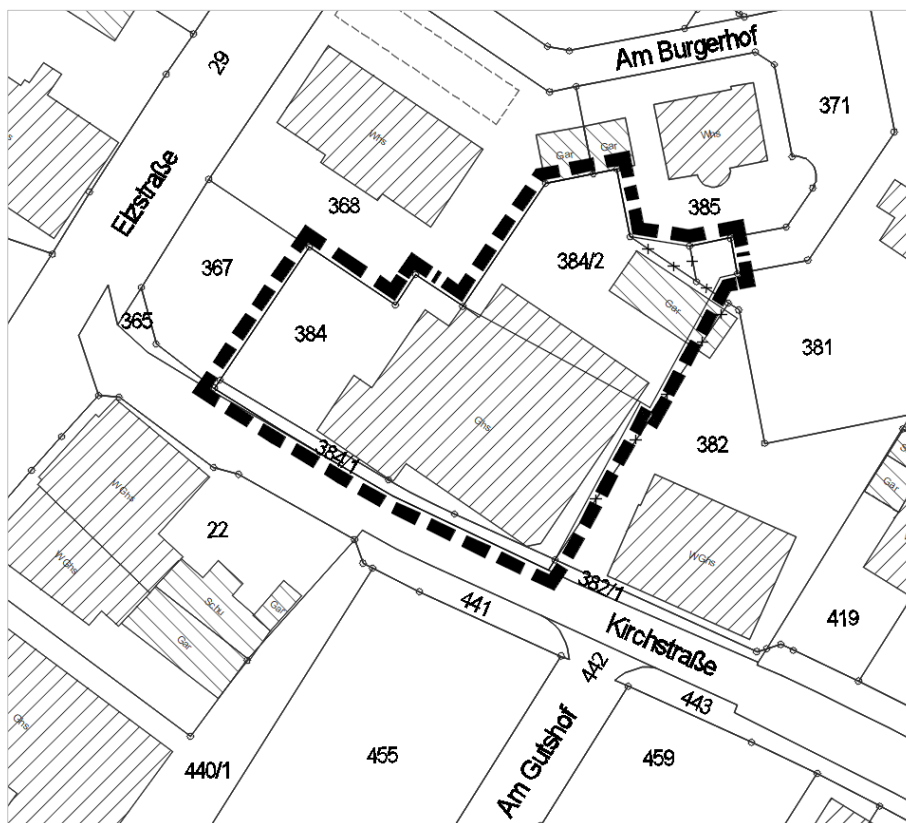 Am Burgerhof
29
371
Whs
Whs
Gar
Gar
Elzstraße
368
385
367
384/2
365
384
Gar
381
Ghs
382
384/1
Gar
WGhs
22
WGhs
WGhs
382/1
Schu
Gar
441
Gar
Kirchstraße
419
442
443
Ghs
440/1
455
Am Gutshof
459